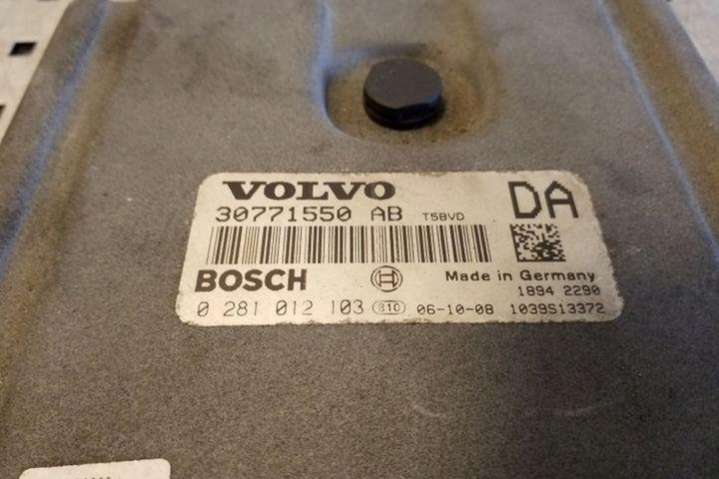 VOLVO DA
30771550 AB T5BVD
BOSCH Made in Germany
1894 2290
0 281 012 103 810 06-10-08 1039S13372